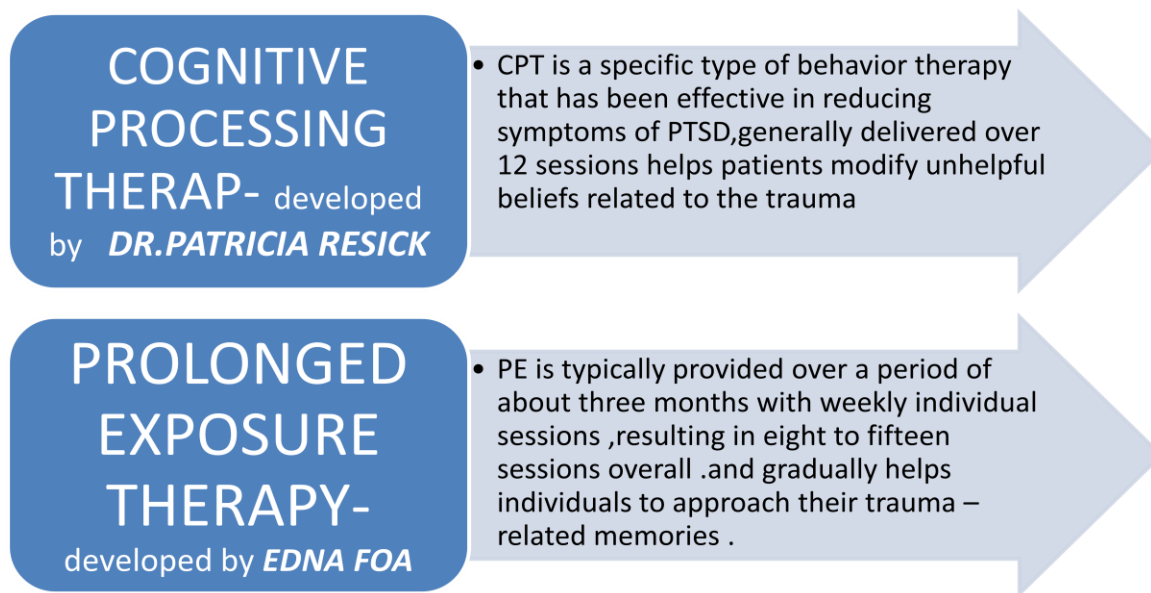 COGNITIVE
PROCESSING
THERAP- developed
by DR.PATRICIA RESICK
• CPT is a specific type of behavior therapy
that has been effective in reducing
symptoms of PTSD,generally delivered over
12 sessions helps patients modify unhelpful
beliefs related to the trauma
PROLONGED
EXPOSURE
THERAPY-
developed by EDNA FOA
• PE is typically provided over a period of
about three months with weekly individual
sessions ,resulting in eight to fifteen
sessions overall .and gradually helps
individuals to approach their trauma –
related memories .